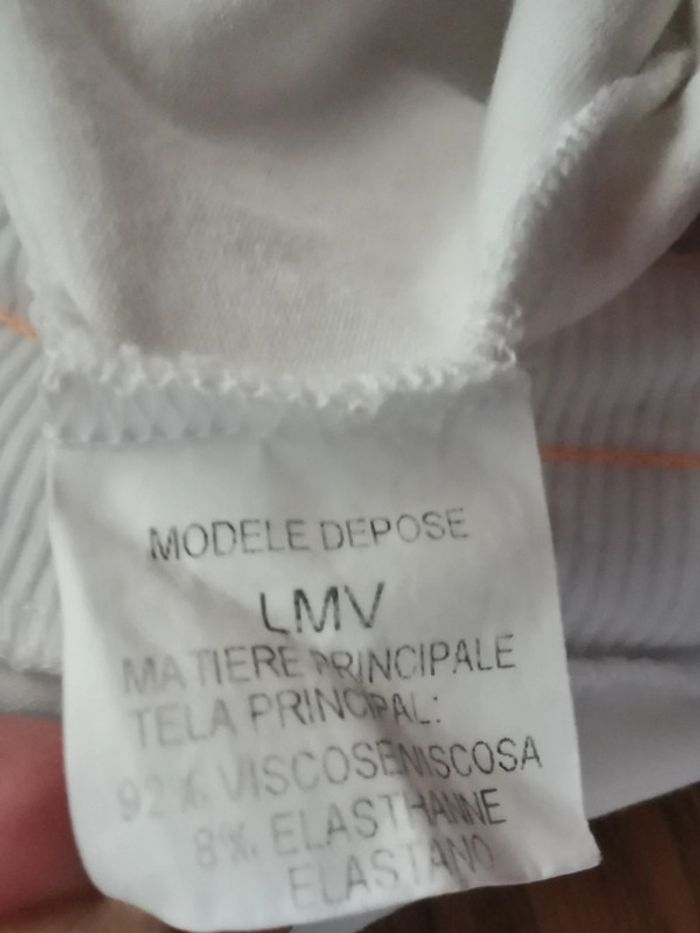 MODELE DEPOSE
LMV
MATIERE PRINCIPALE
TELA PRINCIPAL:
92%. VISCOSE/VISCOSA
8%. ELASTHANNE
ELASTANO